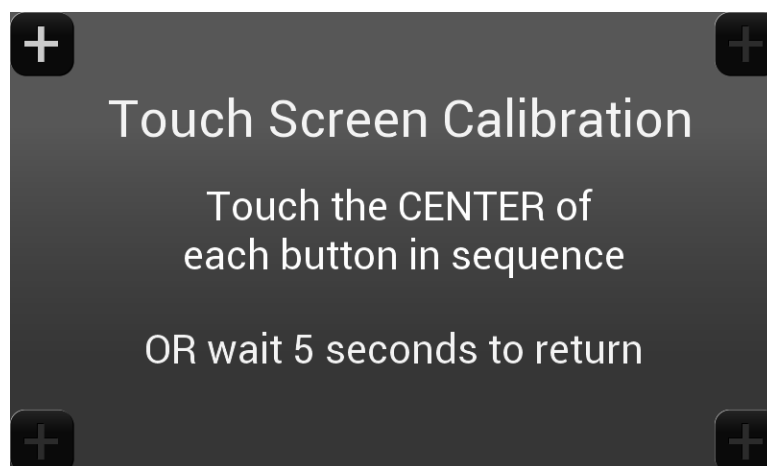 Touch Screen Calibration
Touch the CENTER of
each button in sequence
OR wait 5 seconds to return